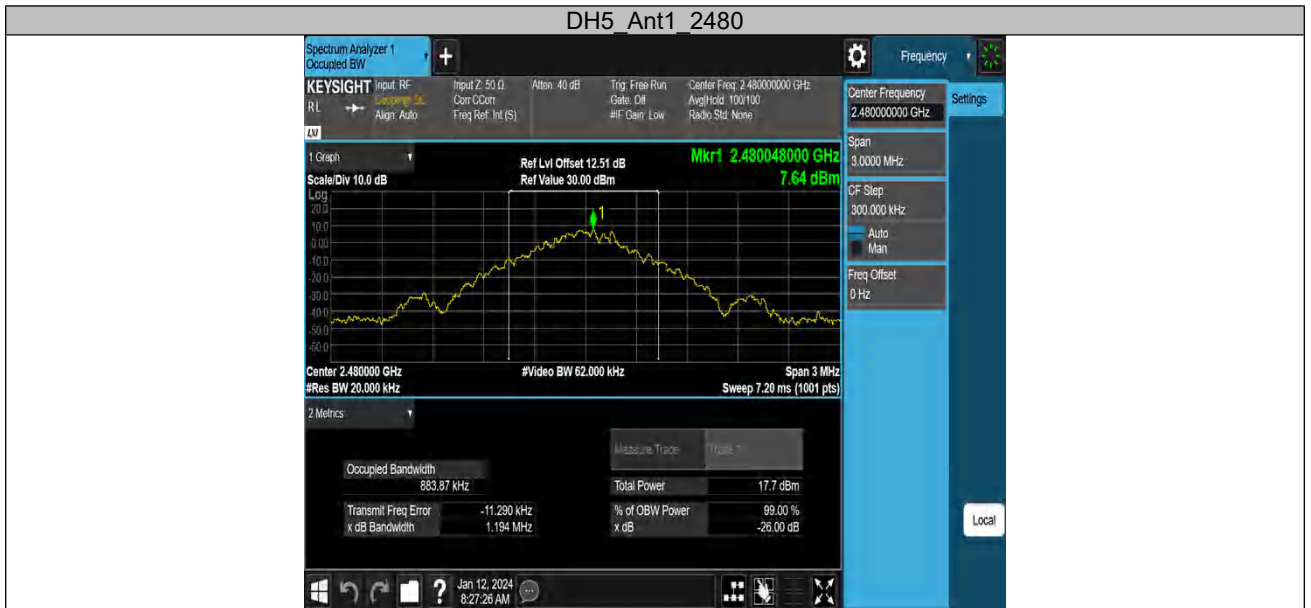 DH5_Ant1_2480
Spectrum Analyzer 1
Occupied BW
Frequency
KEYSIGHT Input: RF Input Z: 50 Ω Atten: 40 dB Trig: Free Run Center Freq: 2.480000000 GHz
RL Corr CCorr Gate: Off Avg|Hold: 100/100
Align: Auto Freq Ref: Int (S) #IF Gain: Low Radio Std: None
LXI
Center Frequency
2.480000000 GHz
Settings
Span
3.0000 MHz
CF Step
300.000 kHz
Auto
Man
Freq Offset
0 Hz
Local
1 Graph
Ref Lvl Offset 12.51 dB Mkr1 2.480048000 GHz
Scale/Div 10.0 dB Ref Value 30.00 dBm 7.64 dBm
Log
20.0
10.0
0.00
-10.0
-20.0
-30.0
-40.0
-50.0
-60.0
1
Center 2.480000 GHz #Video BW 62.000 kHz Span 3 MHz
#Res BW 20.000 kHz Sweep 7.20 ms (1001 pts)
2 Metrics
Measure Trace Trace 1
Occupied Bandwidth
883.87 kHz Total Power 17.7 dBm
Transmit Freq Error -11.290 kHz % of OBW Power 99.00 %
x dB Bandwidth 1.194 MHz x dB -26.00 dB
? Jan 12, 2024
8:27:26 AM